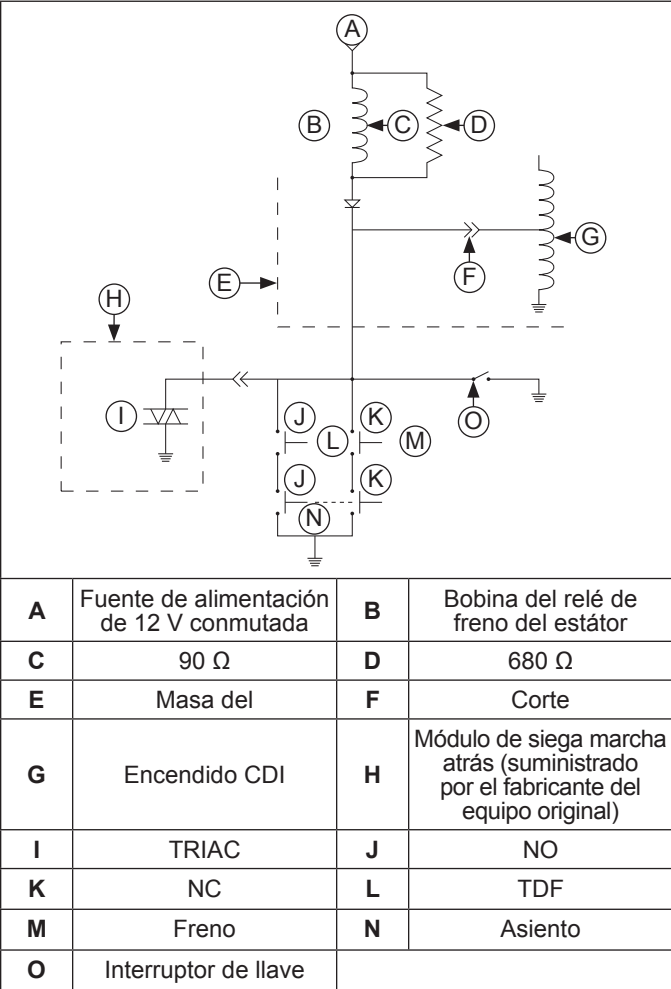 A
B
C
D
G
F
E
H
I
J
K
L
M
J
K
N
O
A
Fuente de alimentación
de 12 V conmutada
B
Bobina del relé de
freno del estátor
C
90 Ω
D
680 Ω
E
Masa del
F
Corte
G
Encendido CDI
H
Módulo de siega marcha
atrás (suministrado
por el fabricante del
equipo original)
I
TRIAC
J
NO
K
NC
L
TDF
M
Freno
N
Asiento
O
Interruptor de llave